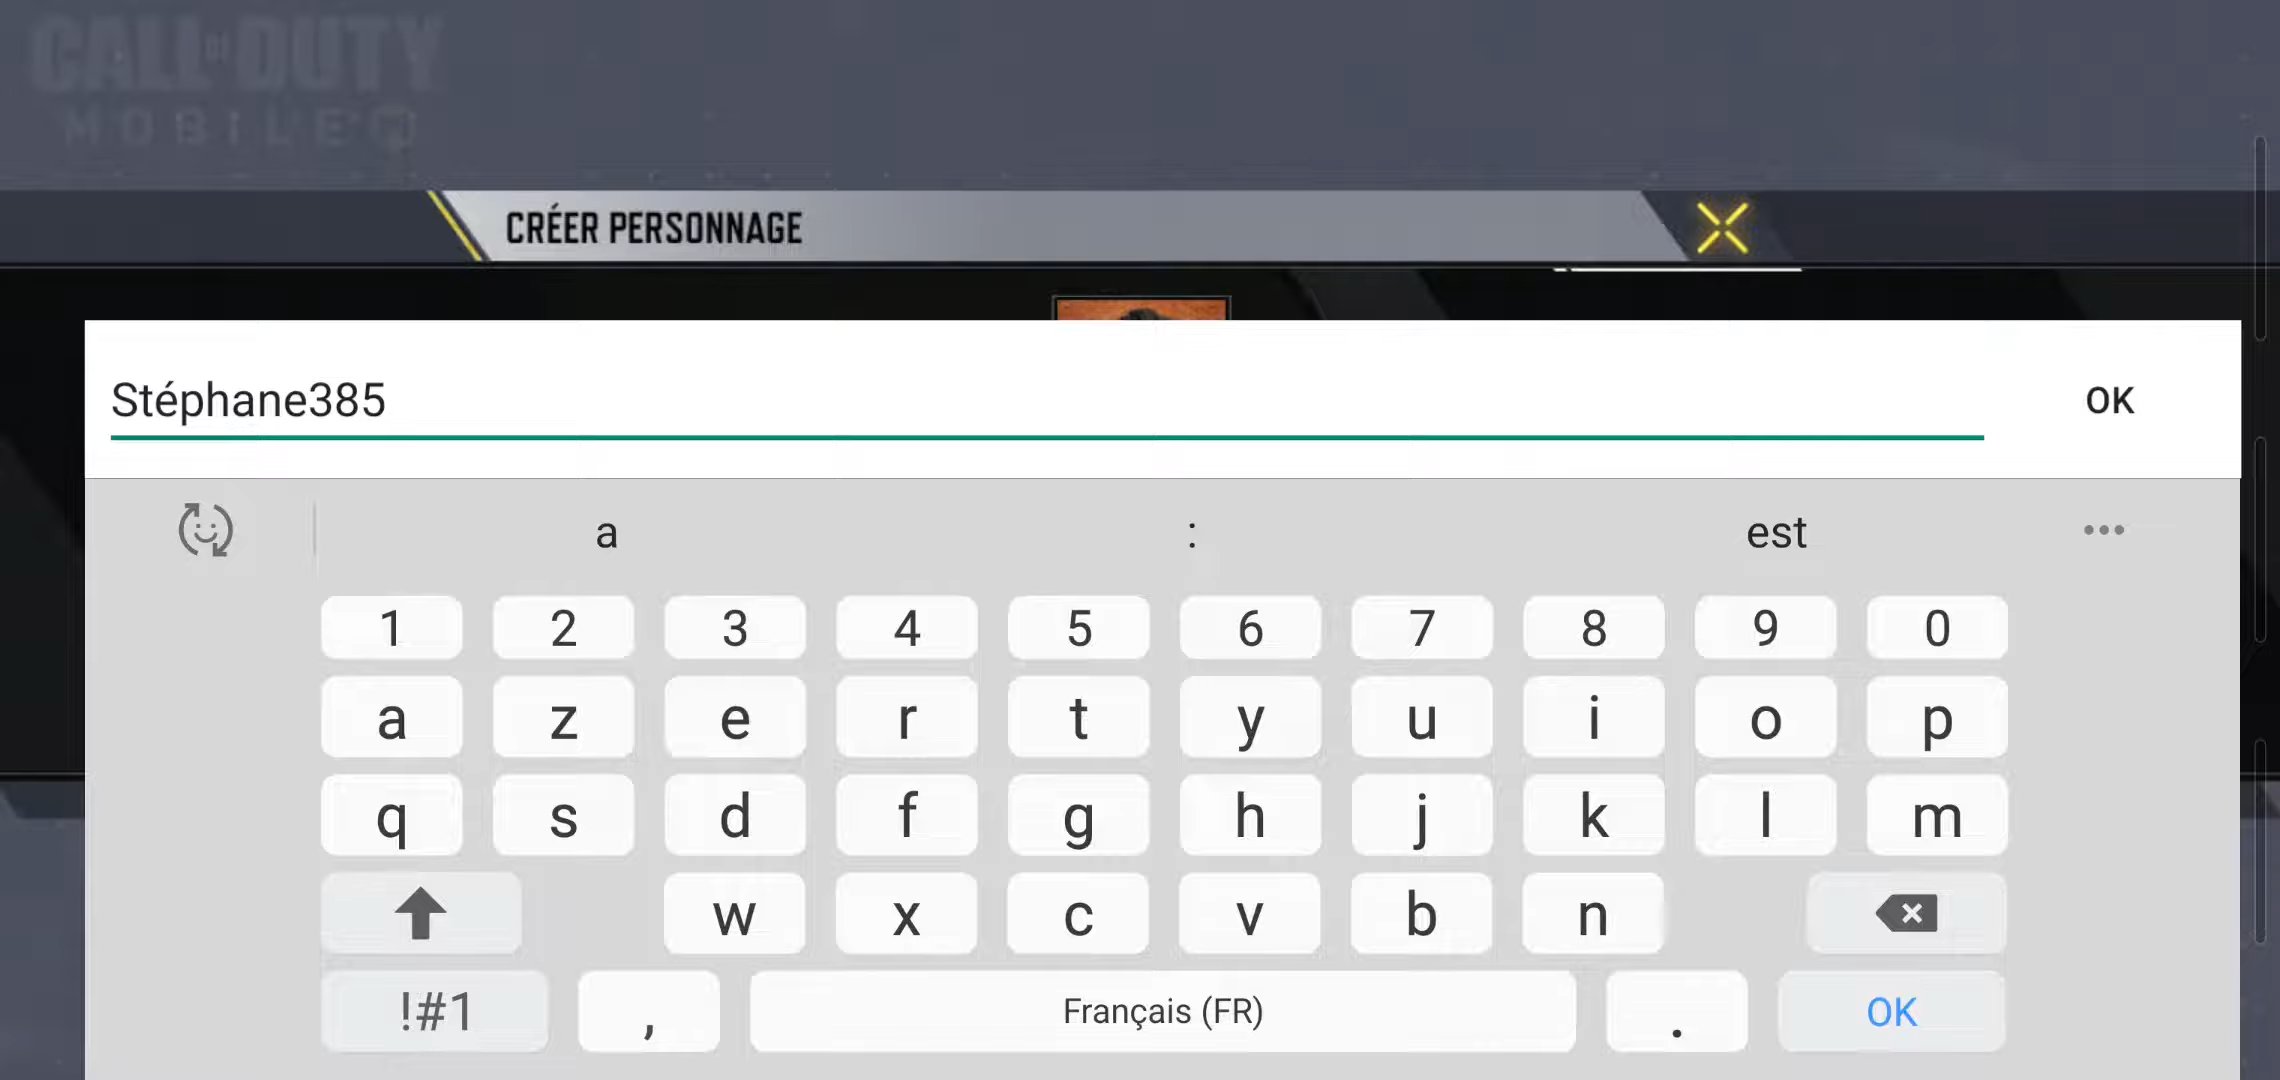 CALL OF DUTY
MOBILE
CRÉER PERSONNAGE
Stéphane385
OK
a : est
1 2 3 4 5 6 7 8 9 0
a z e r t y u i o p
q s d f g h j k l m
w x c v b n
!#1 , Français (FR) . OK